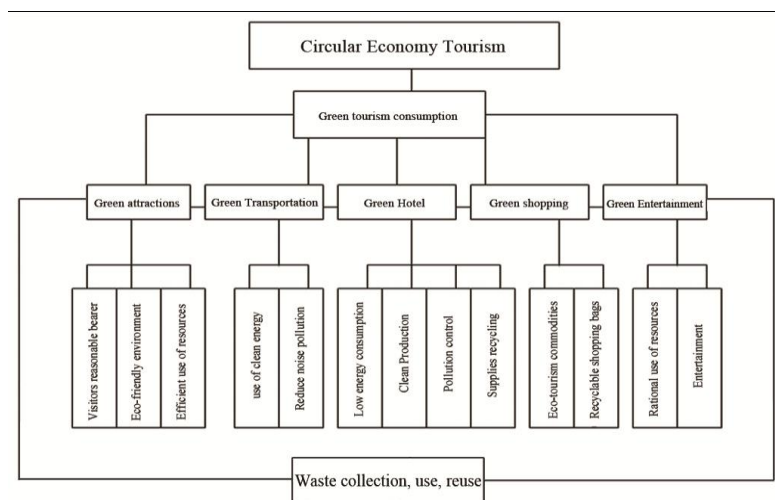 Circular Economy Tourism
Green tourism consumption
Green attractions
Green Transportation
Green Hotel
Green shopping
Green Entertainment
Visitors reasonable bearer
Eco-friendly environment
Efficient use of resources
use of clean energy
Reduce noise pollution
Low energy consumption
Clean Production
Pollution control
Supplies recycling
Eco-tourism commodities
Recyclable shopping bags
Rational use of resources
Entertainment
Waste collection, use, reuse